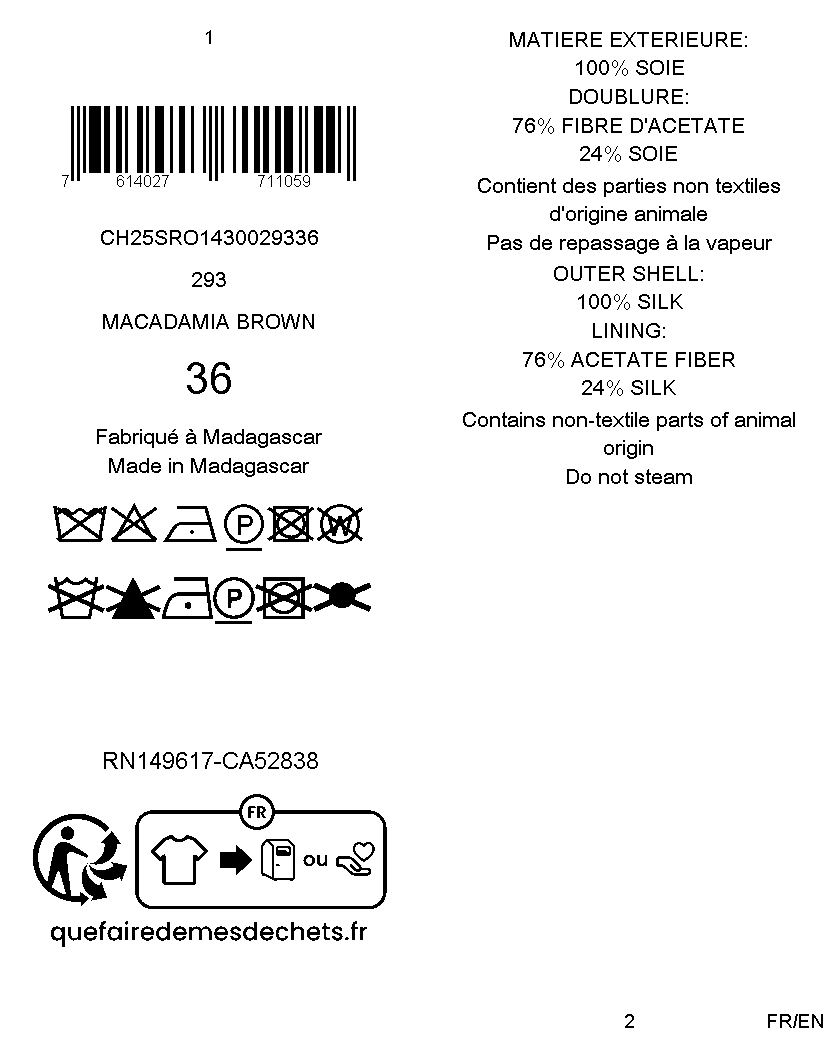 1
7 614027 711059
CH25SRO1430029336
293
MACADAMIA BROWN
36
Fabriqué à Madagascar
Made in Madagascar
P W
P
RN149617-CA52838
FR
ou
quefairedemesdechets.fr
MATIERE EXTERIEURE:
100% SOIE
DOUBLURE:
76% FIBRE D'ACETATE
24% SOIE
Contient des parties non textiles
d'origine animale
Pas de repassage à la vapeur
OUTER SHELL:
100% SILK
LINING:
76% ACETATE FIBER
24% SILK
Contains non-textile parts of animal
origin
Do not steam
2
FR/EN